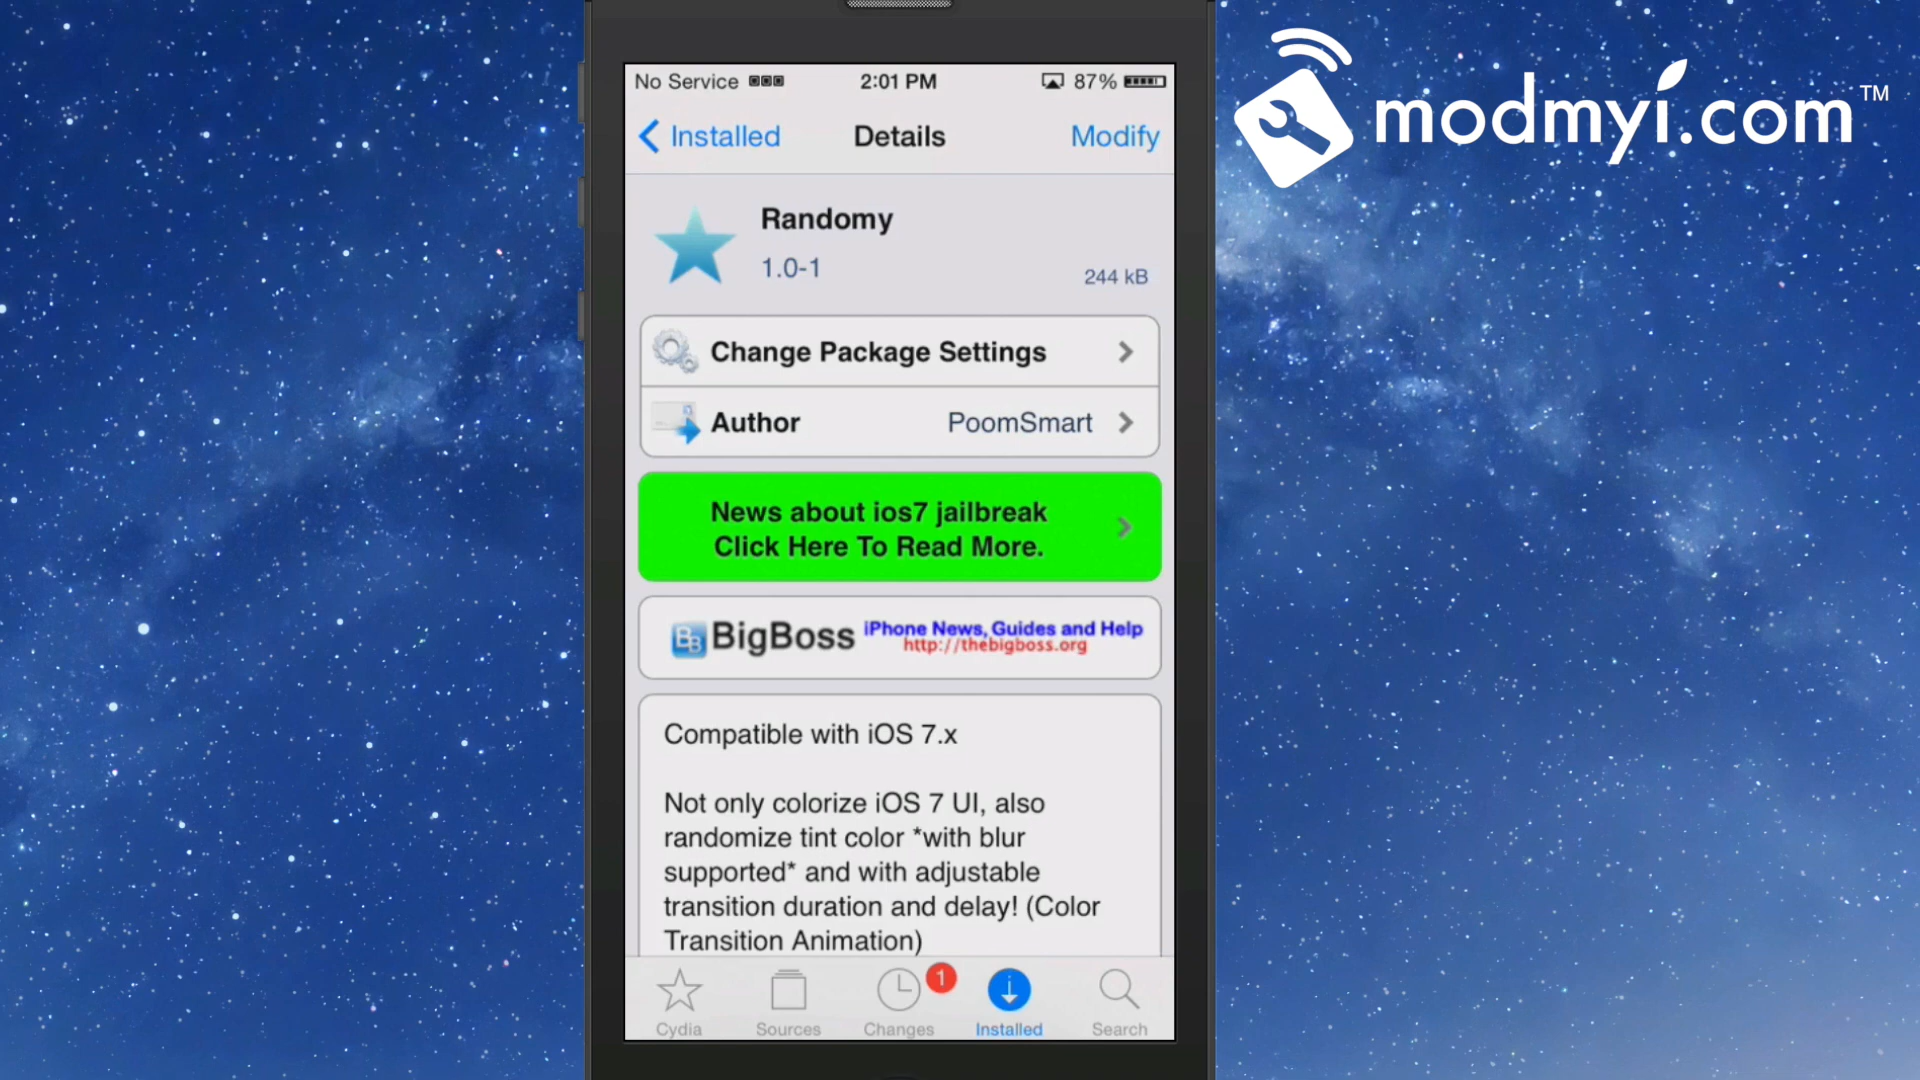 modmyi.com™
No Service 2:01 PM 87%
Installed Details Modify
Randomy
1.0-1
244 kB
Change Package Settings
Author PoomSmart
News about ios7 jailbreak
Click Here To Read More.
BB BigBoss iPhone News, Guides and Help
http://thebigboss.org
Compatible with iOS 7.x
Not only colorize iOS 7 UI, also
randomize tint color *with blur
supported* and with adjustable
transition duration and delay! (Color
Transition Animation)
1
Cydia Sources Changes Installed Search